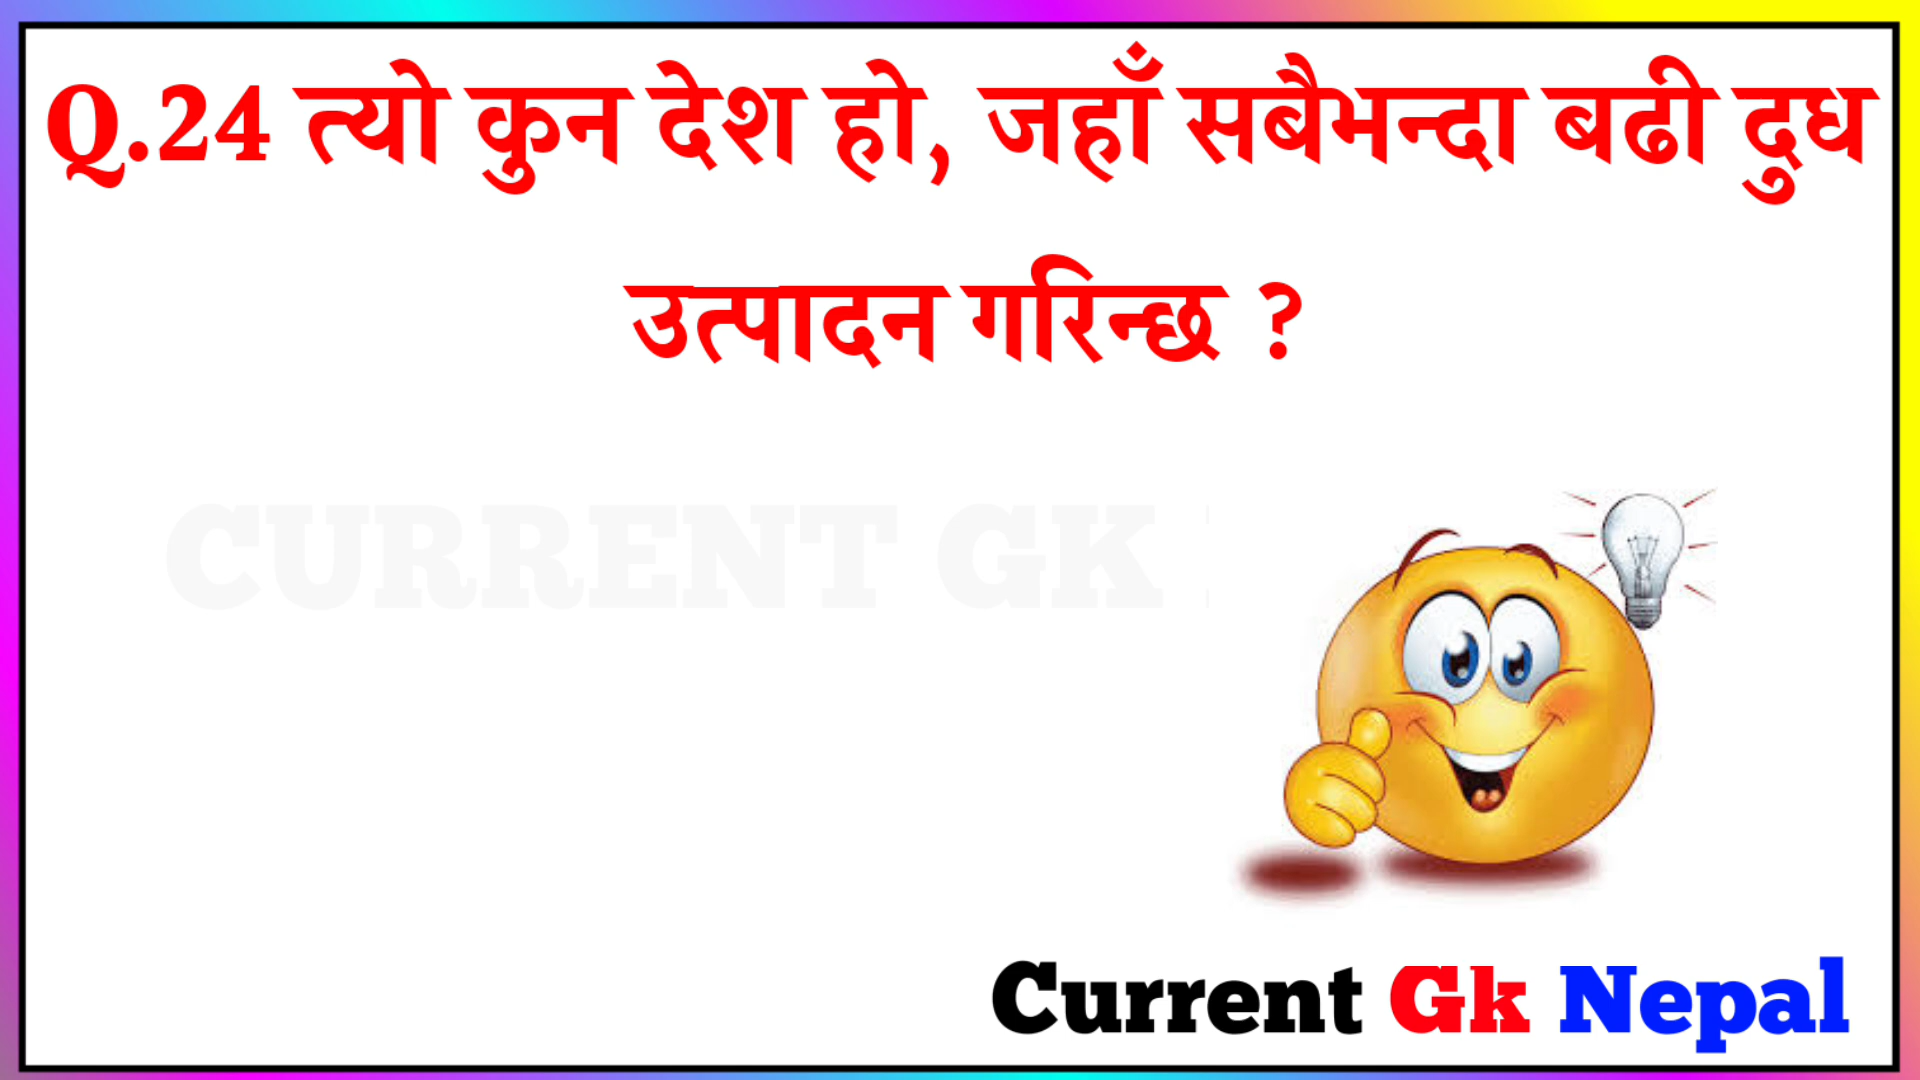 Q.24 त्यो कुन देश हो, जहाँ सबैभन्दा बढी दुध
उत्पादन गरिन्छ ?
CURRENT GK
Current Gk Nepal